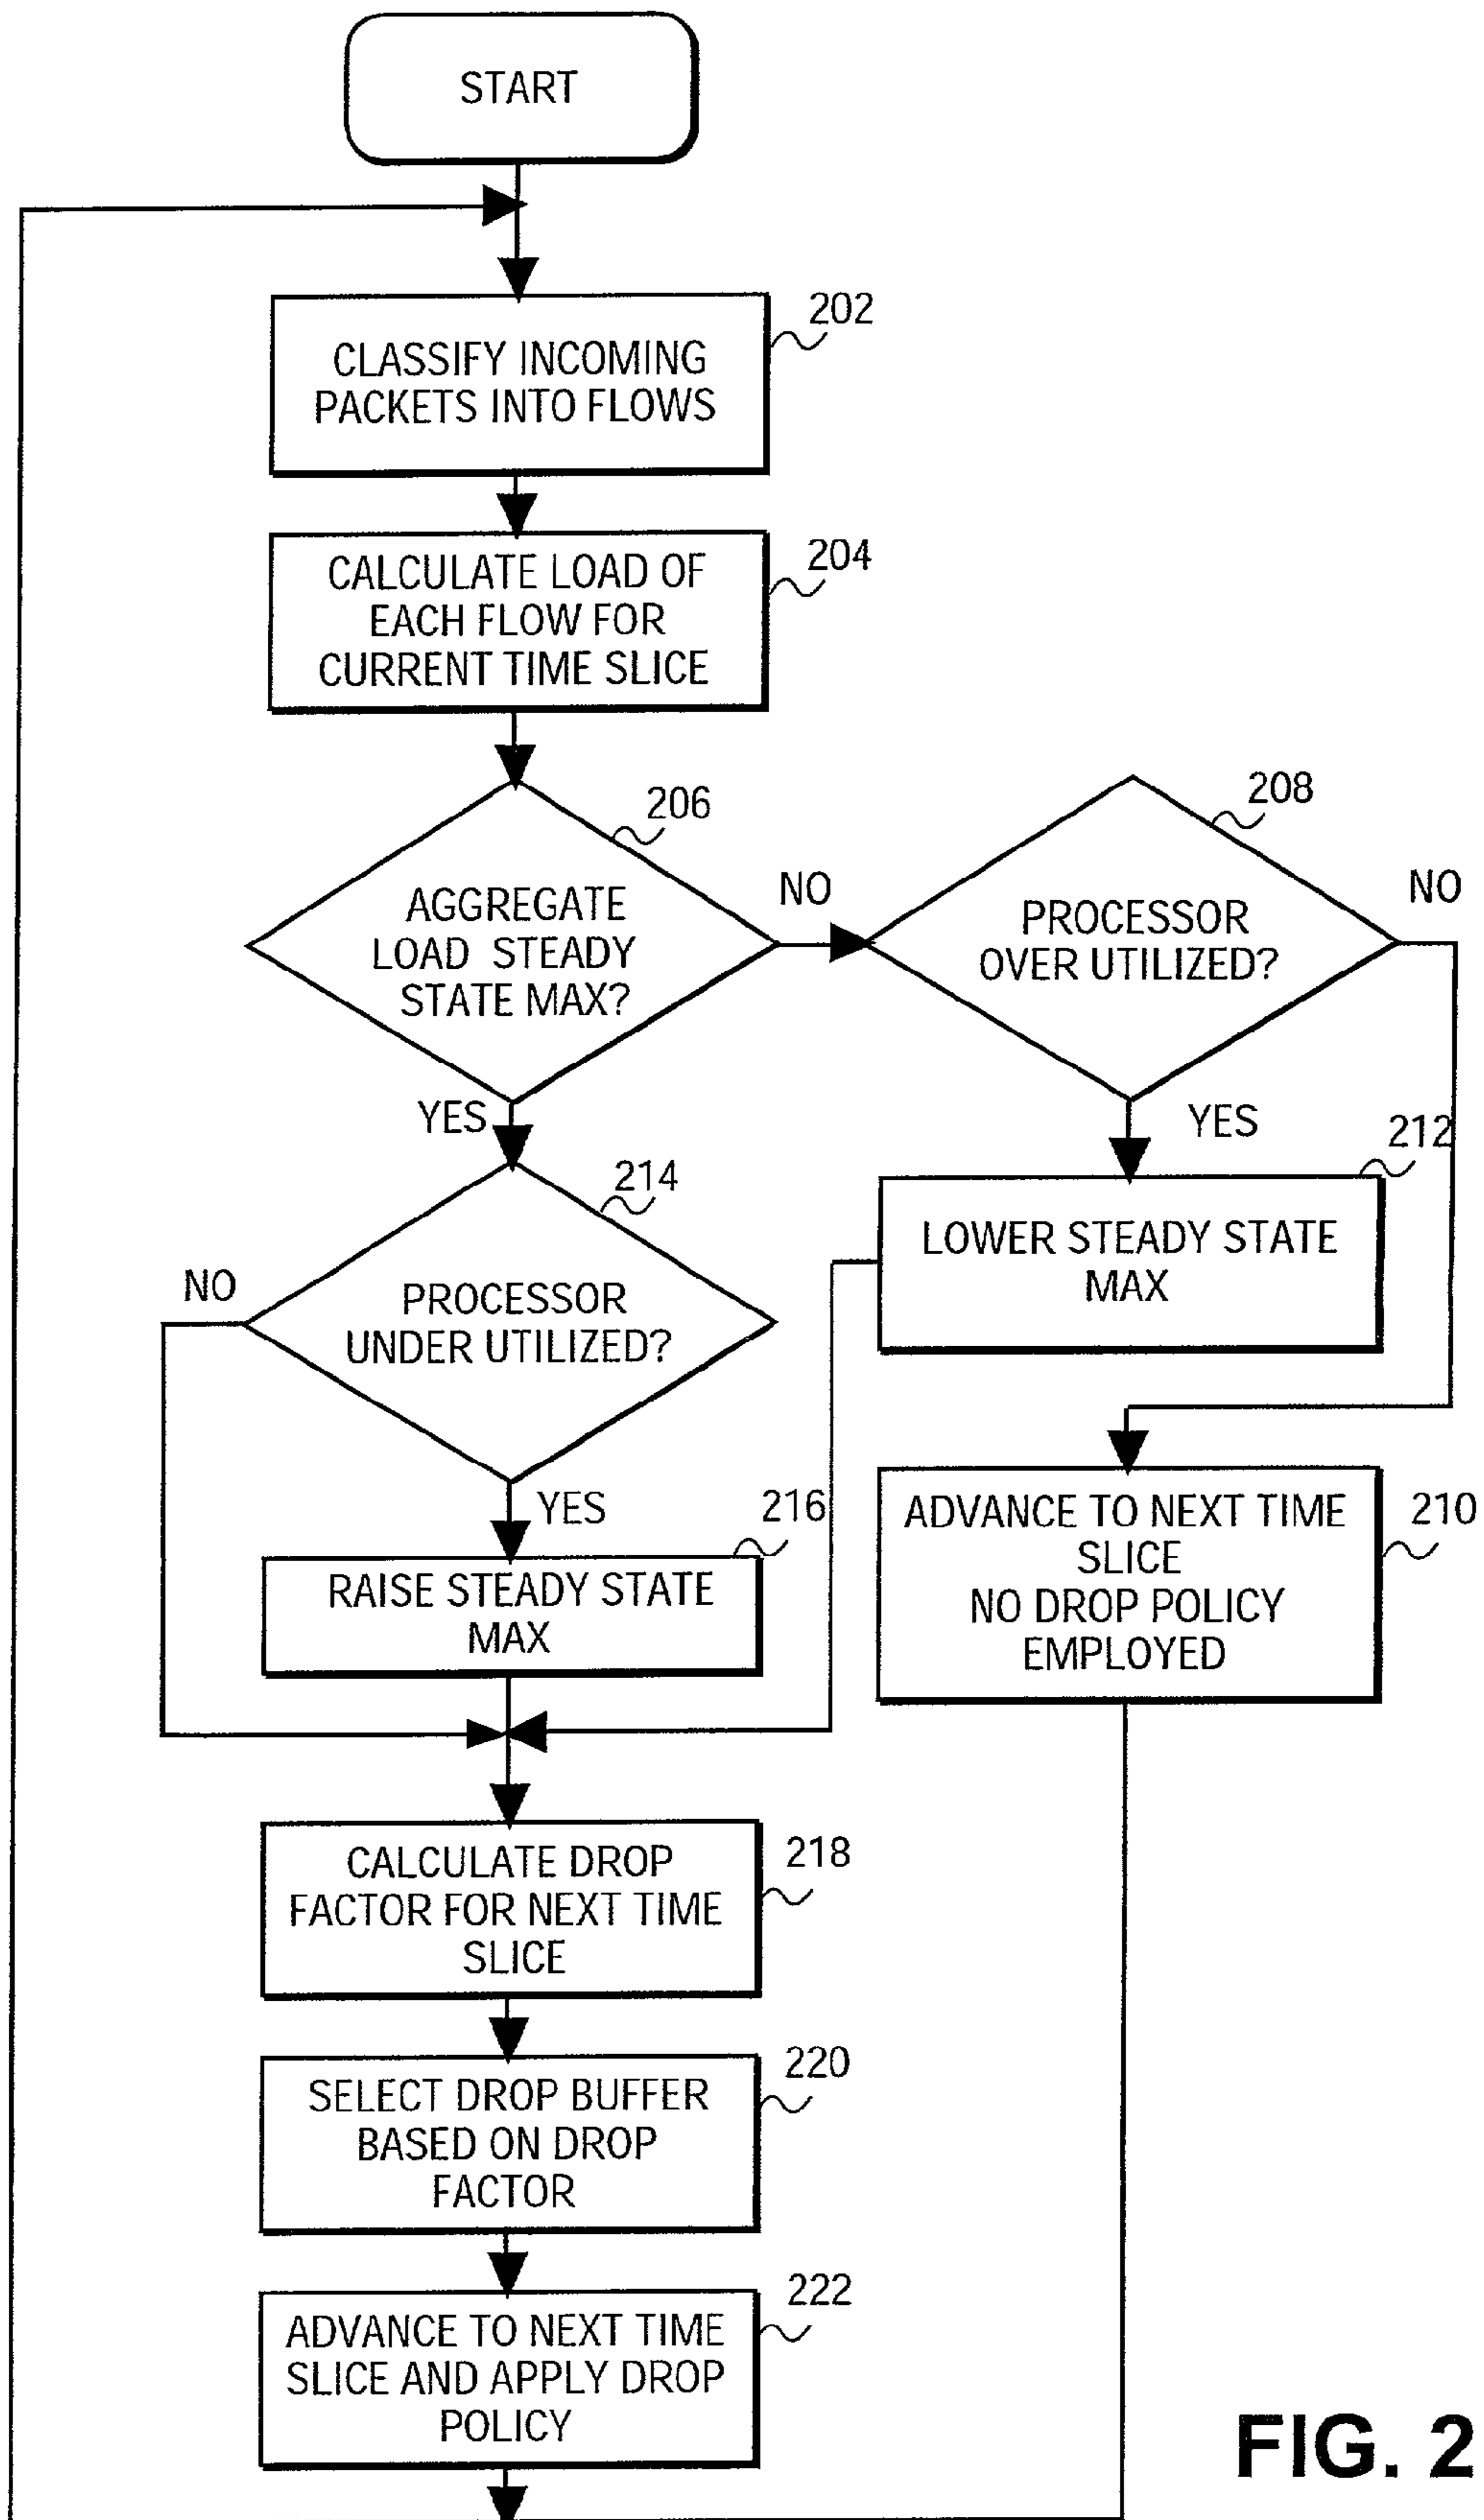 START
202
CLASSIFY INCOMING
PACKETS INTO FLOWS
204
CALCULATE LOAD OF
EACH FLOW FOR
CURRENT TIME SLICE
206
AGGREGATE
LOAD STEADY
STATE MAX?
NO
208
PROCESSOR
OVER UTILIZED?
NO
YES
YES
212
LOWER STEADY STATE
MAX
214
PROCESSOR
UNDER UTILIZED?
NO
YES
216
RAISE STEADY STATE
MAX
210
ADVANCE TO NEXT TIME
SLICE
NO DROP POLICY
EMPLOYED
218
CALCULATE DROP
FACTOR FOR NEXT TIME
SLICE
220
SELECT DROP BUFFER
BASED ON DROP
FACTOR
222
ADVANCE TO NEXT TIME
SLICE AND APPLY DROP
POLICY
FIG. 2